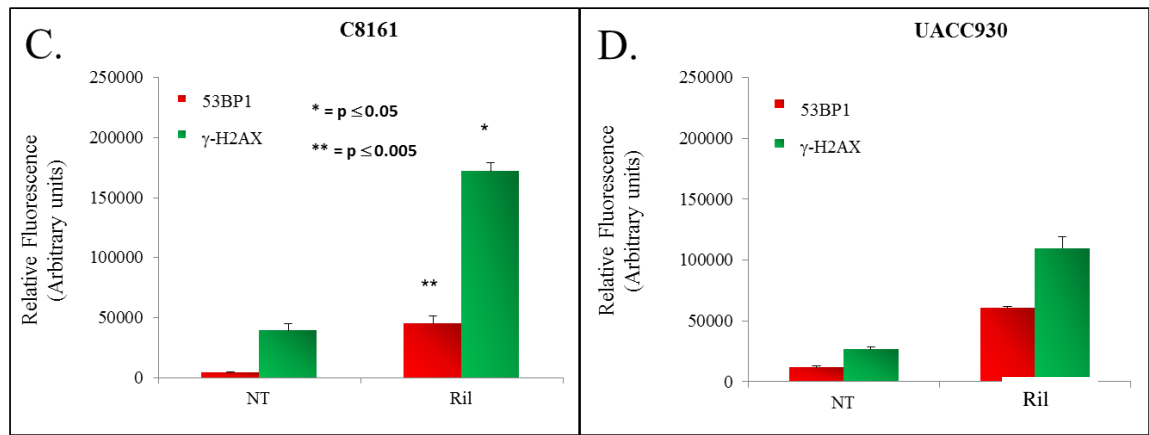 C.
C8161
250000
200000
150000
100000
50000
0
Relative Fluorescence
(Arbitrary units)
53BP1
γ-H2AX
* = p ≤ 0.05
** = p ≤ 0.005
**
*
NT
Ril
D.
UACC930
250000
200000
150000
100000
50000
0
Relative Fluorescence
(Arbitrary units)
53BP1
γ-H2AX
NT
Ril